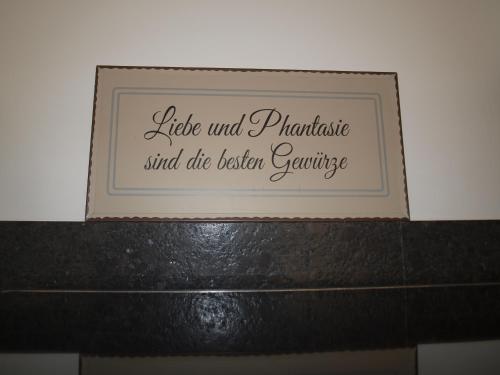 Liebe und Phantasie
sind die besten Gewürze